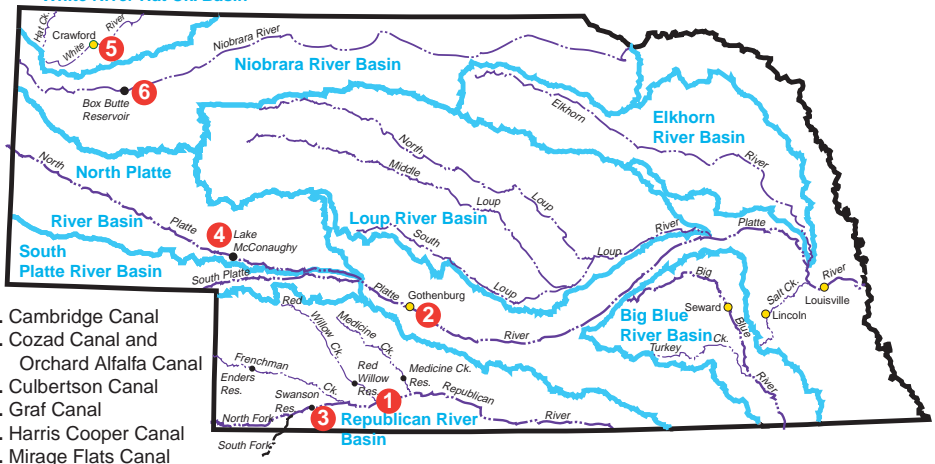 White River Hat Ck. Basin
Hat Ck.
White
River
Crawford
5
Niobrara River
Niobrara River Basin
6
Box Butte
Reservoir
Elkhorn
River
Elkhorn
River Basin
North
Platte
North Platte
River Basin
4
Lake
McConaughy
South
Platte River Basin
South Platte
North
Loup
Middle
Loup
Loup River Basin
South
Loup
Loup
River
Platte
Platte
River
Gothenburg
2
Big
Blue
River
Big Blue
River Basin
Seward
Turkey
Ck.
Salt Ck.
Lincoln
River
Louisville
Red
Willow
Ck.
Medicine
Ck.
Frenchman
Ck.
Enders
Res.
Swanson
Res.
Red
Willow
Res.
Medicine Ck.
Res.
1
3
Republican
River
Republican River
Basin
North Fork
South Fork
. Cambridge Canal
. Cozad Canal and
Orchard Alfalfa Canal
. Culbertson Canal
. Graf Canal
. Harris Cooper Canal
. Mirage Flats Canal